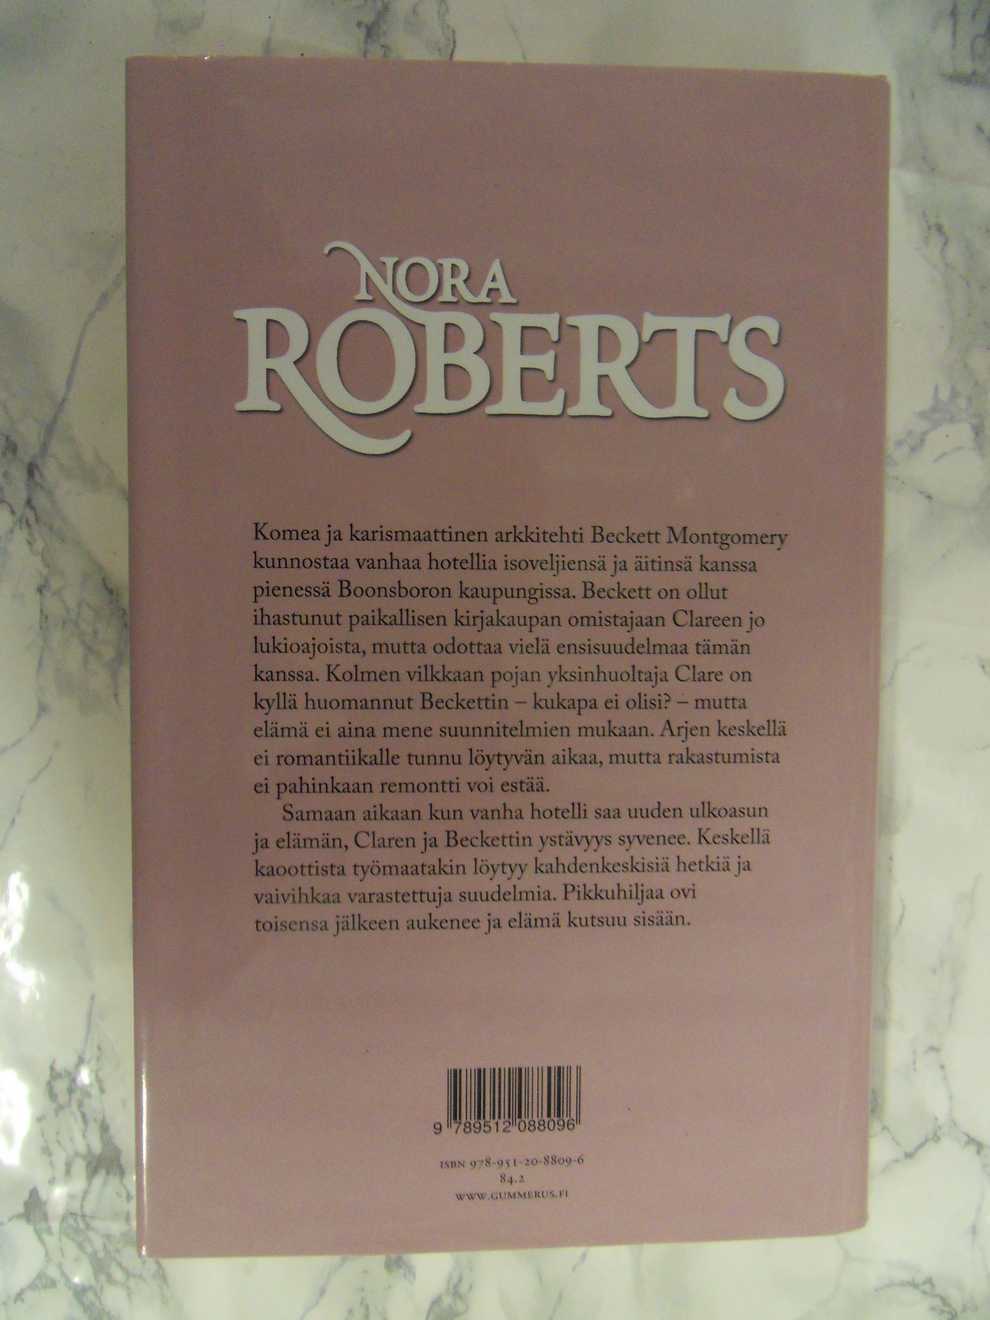 NORA
ROBERTS
Komea ja karismaattinen arkkitehti Beckett Montgomery
kunnostaa vanhaa hotellia isoveljiensä ja äitinsä kanssa
pienessä Boonsboron kaupungissa. Beckett on ollut
ihastunut paikallisen kirjakaupan omistajaan Clareen jo
lukioajoista, mutta odottaa vielä ensisuudelmaa tämän
kanssa. Kolmen vilkkaan pojan yksinhuoltaja Clare on
kyllä huomannut Beckettin – kukapa ei olisi? – mutta
elämä ei aina mene suunnitelmien mukaan. Arjen keskellä
ei romantiikalle tunnu löytyvän aikaa, mutta rakastumista
ei pahinkaan remontti voi estää.
Samaan aikaan kun vanha hotelli saa uuden ulkoasun
ja elämän, Claren ja Beckettin ystävyys syvenee. Keskellä
kaoottista työmaatakin löytyy kahdenkeskisiä hetkiä ja
vaivihkaa varastettuja suudelmia. Pikkuhiljaa ovi
toisensa jälkeen aukenee ja elämä kutsuu sisään.
9 789512 088096
ISBN 978-951-20-8809-6
84.2
WWW.GUMMERUS.FI